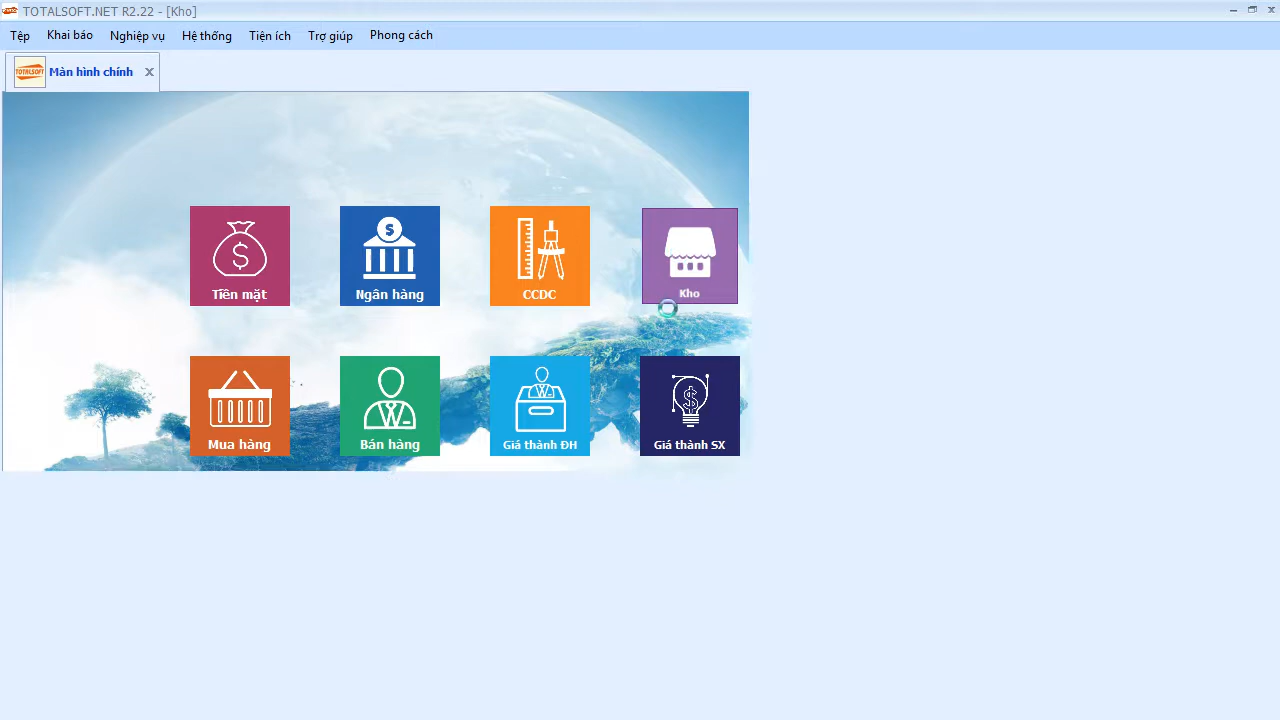 TOTALSOFT.NET R2.22 - [Kho]
Tệp Khai báo Nghiệp vụ Hệ thống Tiện ích Trợ giúp Phong cách
TOTALSOFT Màn hình chính
Tiền mặt Ngân hàng CCDC Kho
Mua hàng Bán hàng Giá thành ĐH Giá thành SX